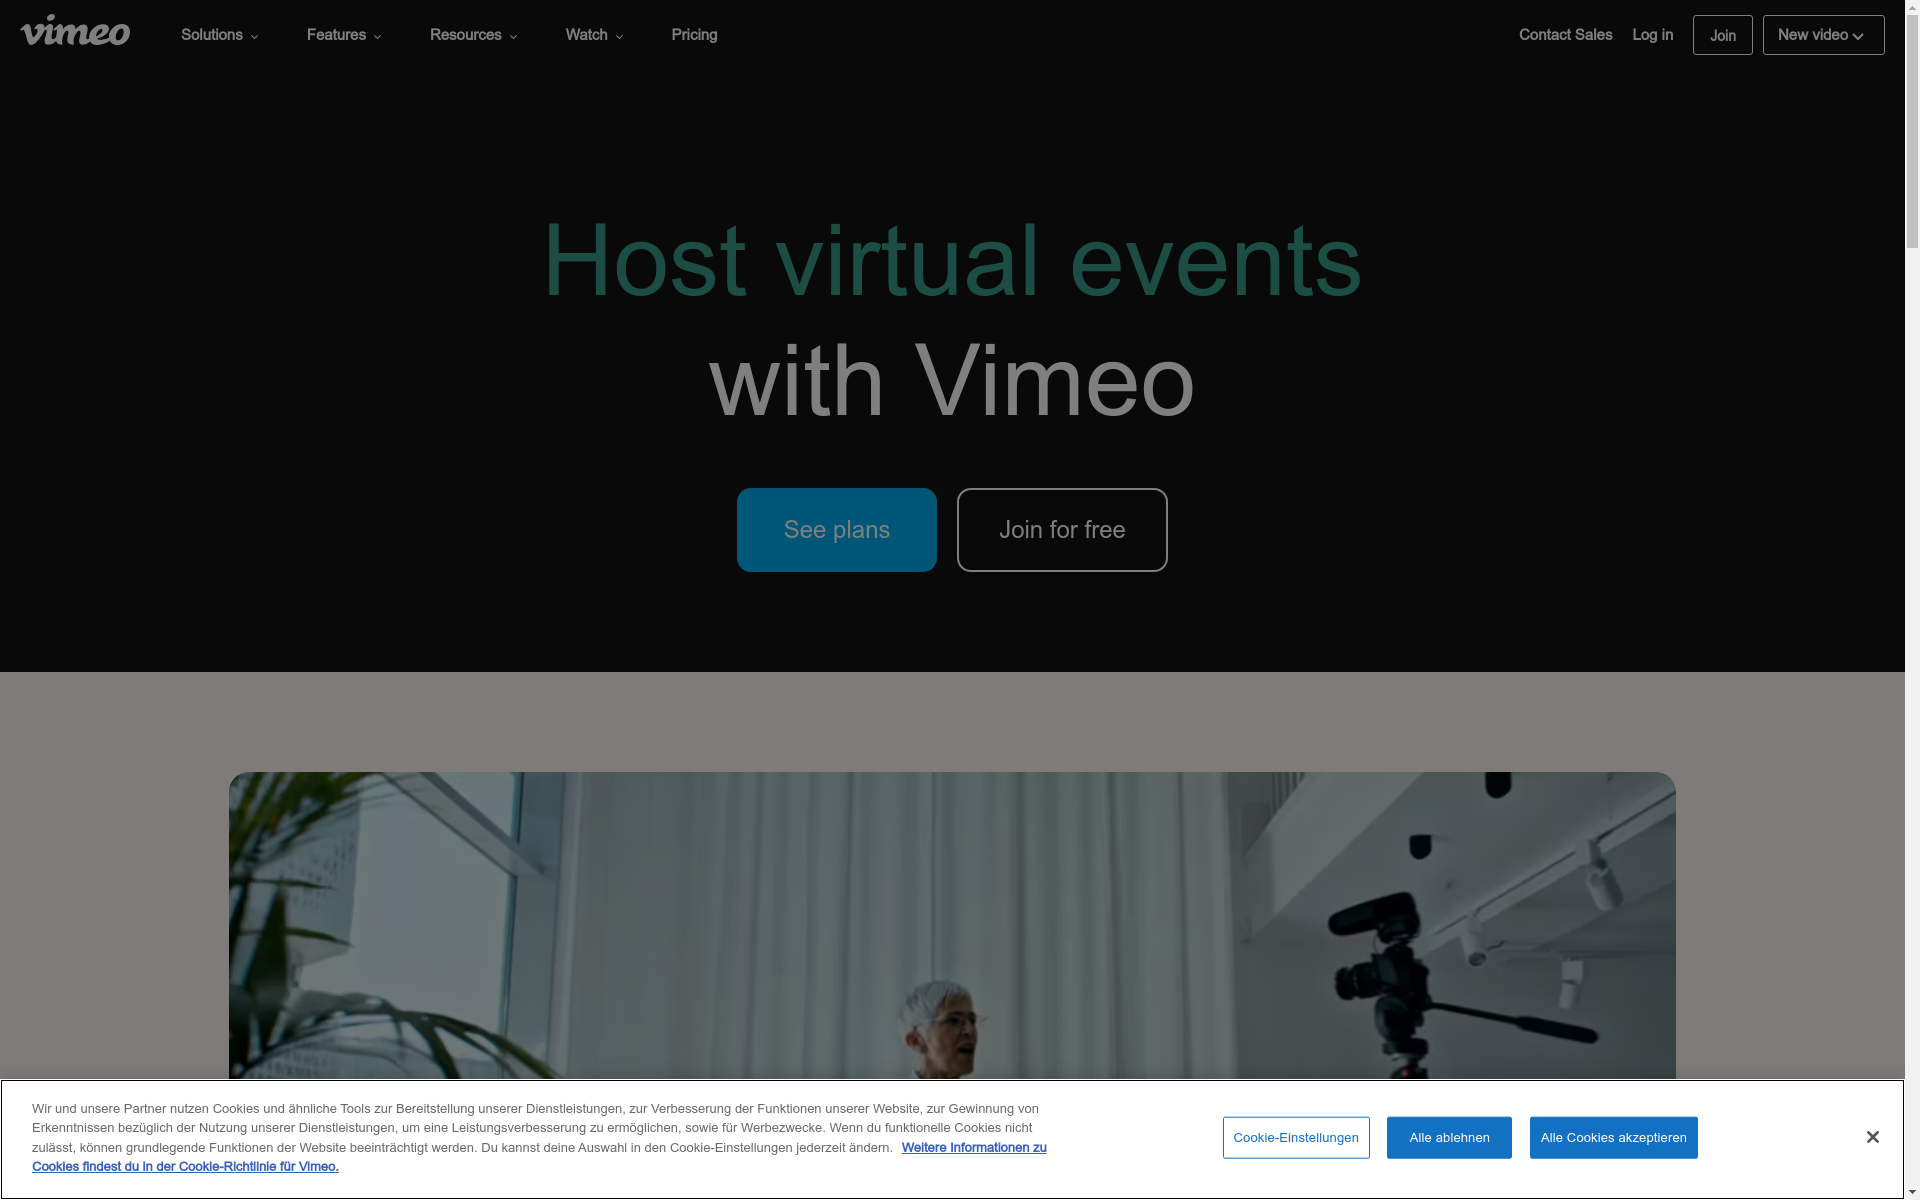 vimeo
Solutions
Features
Resources
Watch
Pricing
Contact Sales
Log in
Join
New video
Host virtual events
with Vimeo
See plans
Join for free
Wir und unsere Partner nutzen Cookies und ähnliche Tools zur Bereitstellung unserer Dienstleistungen, zur Verbesserung der Funktionen unserer Website, zur Gewinnung von
Erkenntnissen bezüglich der Nutzung unserer Dienstleistungen, um eine Leistungsverbesserung zu ermöglichen, sowie für Werbezwecke. Wenn du funktionelle Cookies nicht
zulässt, können grundlegende Funktionen der Website beeinträchtigt werden. Du kannst deine Auswahl in den Cookie-Einstellungen jederzeit ändern. Weitere Informationen zu
Cookies findest du in der Cookie-Richtlinie für Vimeo.
Cookie-Einstellungen
Alle ablehnen
Alle Cookies akzeptieren